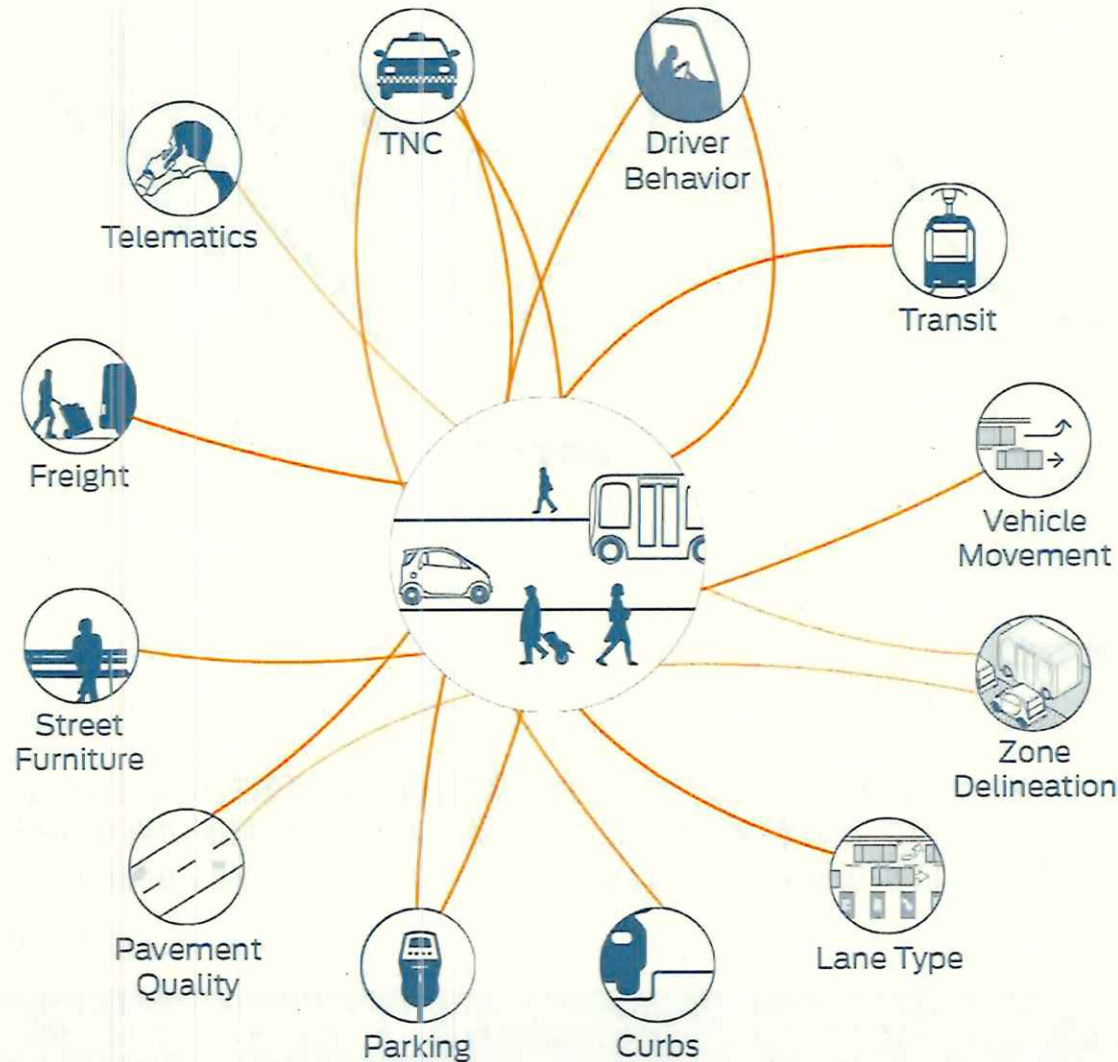 TNC
Driver
Behavior
Telematics
Transit
Freight
Vehicle
Movement
Street
Furniture
Zone
Delineation
Pavement
Quality
Lane Type
Parking
Curbs